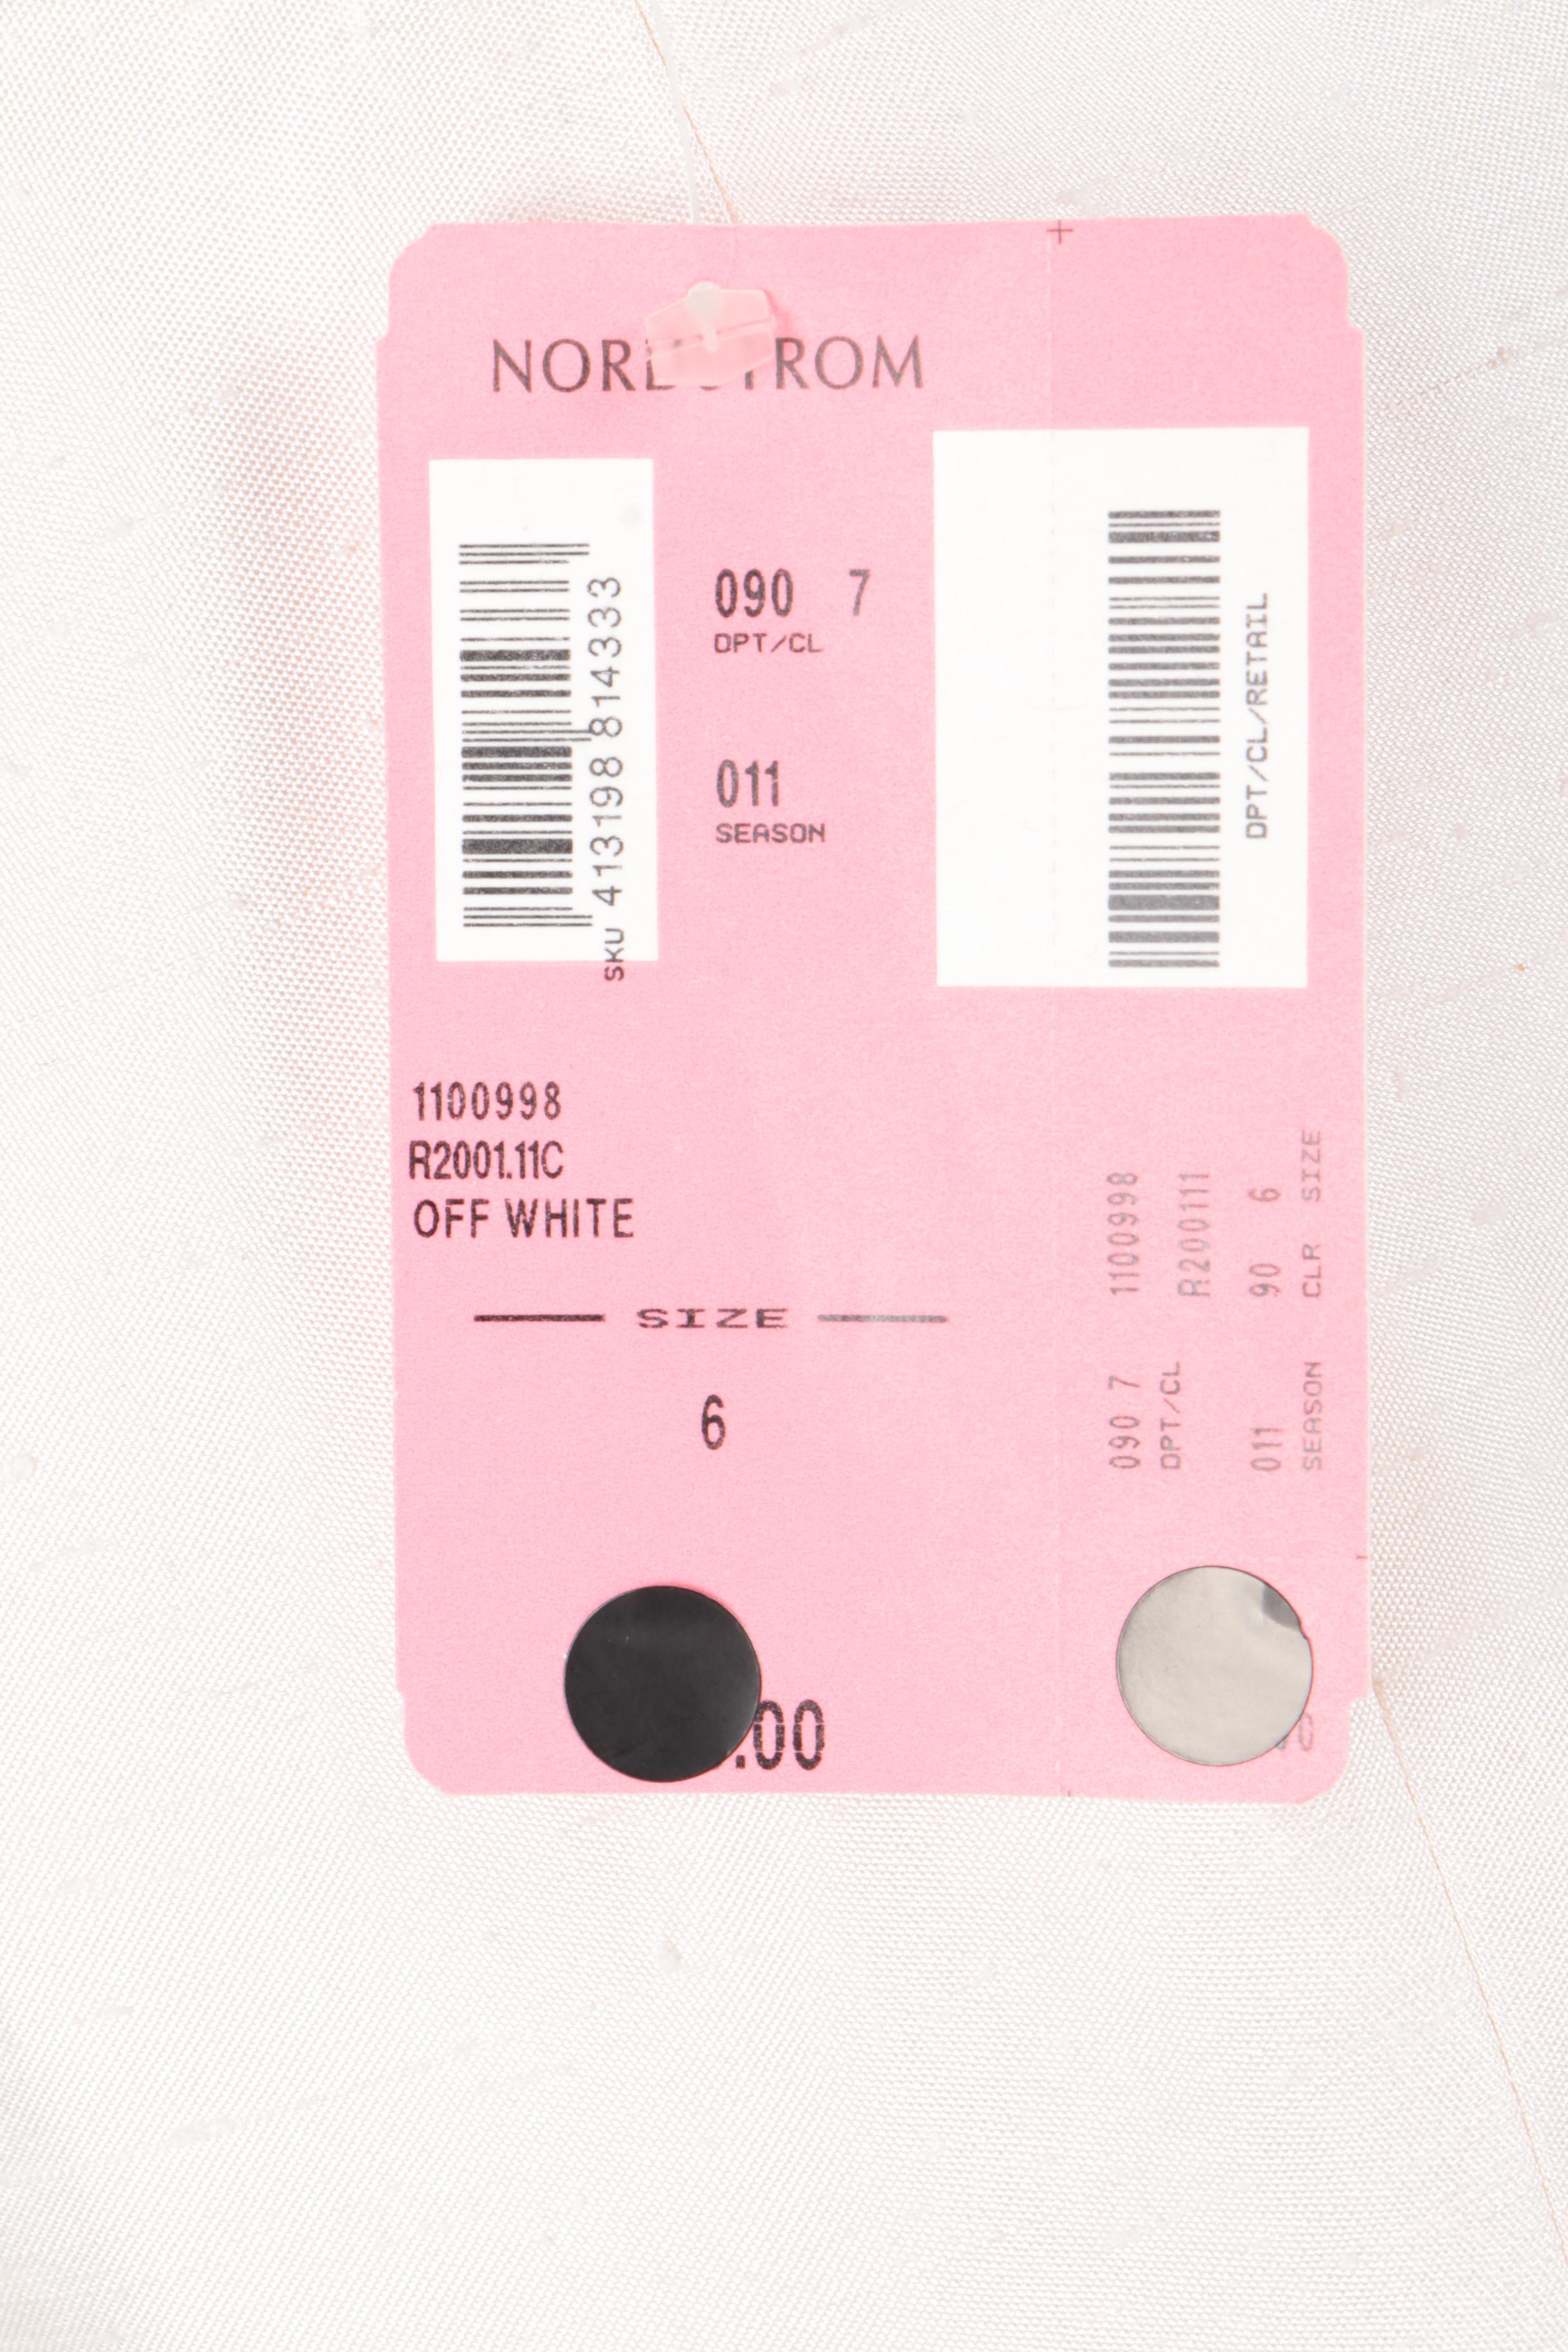 NORDSTROM
SKU 413198 814333
090 7
DPT/CL
011
SEASON
DPT/CL/RETAIL
1100998
R2001.11C
OFF WHITE
SIZE
6
.00
090 7 1100998
DPT/CL
R200111
011 90 6
SEASON CLR SIZE